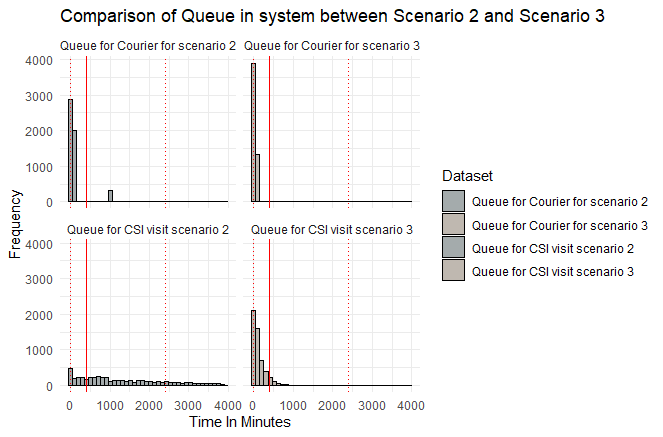 Comparison of Queue in system between Scenario 2 and Scenario 3
Queue for Courier for scenario 2
Queue for Courier for scenario 3
4000
3000
2000
1000
0
Queue for CSI visit scenario 2
Queue for CSI visit scenario 3
4000
3000
2000
1000
0
0 1000 2000 3000 4000
0 1000 2000 3000 4000
Time In Minutes
Frequency
Dataset
Queue for Courier for scenario 2
Queue for Courier for scenario 3
Queue for CSI visit scenario 2
Queue for CSI visit scenario 3